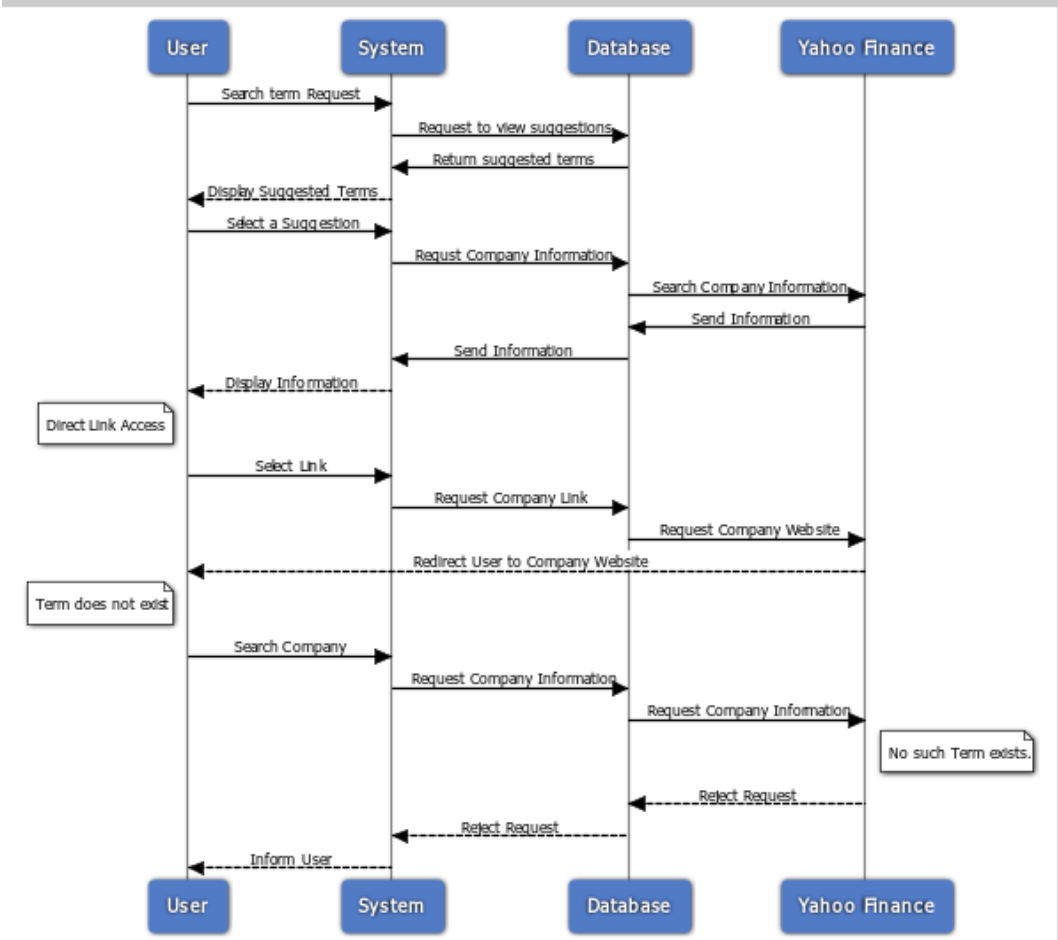 User
System
Database
Yahoo Finance
Search term Request
Request to view suggestions
Return suggested terms
Display Suggested Terms
Select a Suggestion
Requst Company Information
Search Company Information
Send Information
Send Information
Display Information
Direct Link Access
Select Link
Request Company Link
Request Company Website
Redirect User to Company Website
Term does not exist
Search Company
Request Company Information
Request Company Information
No such Term exists.
Reject Request
Reject Request
Inform User
User
System
Database
Yahoo Finance